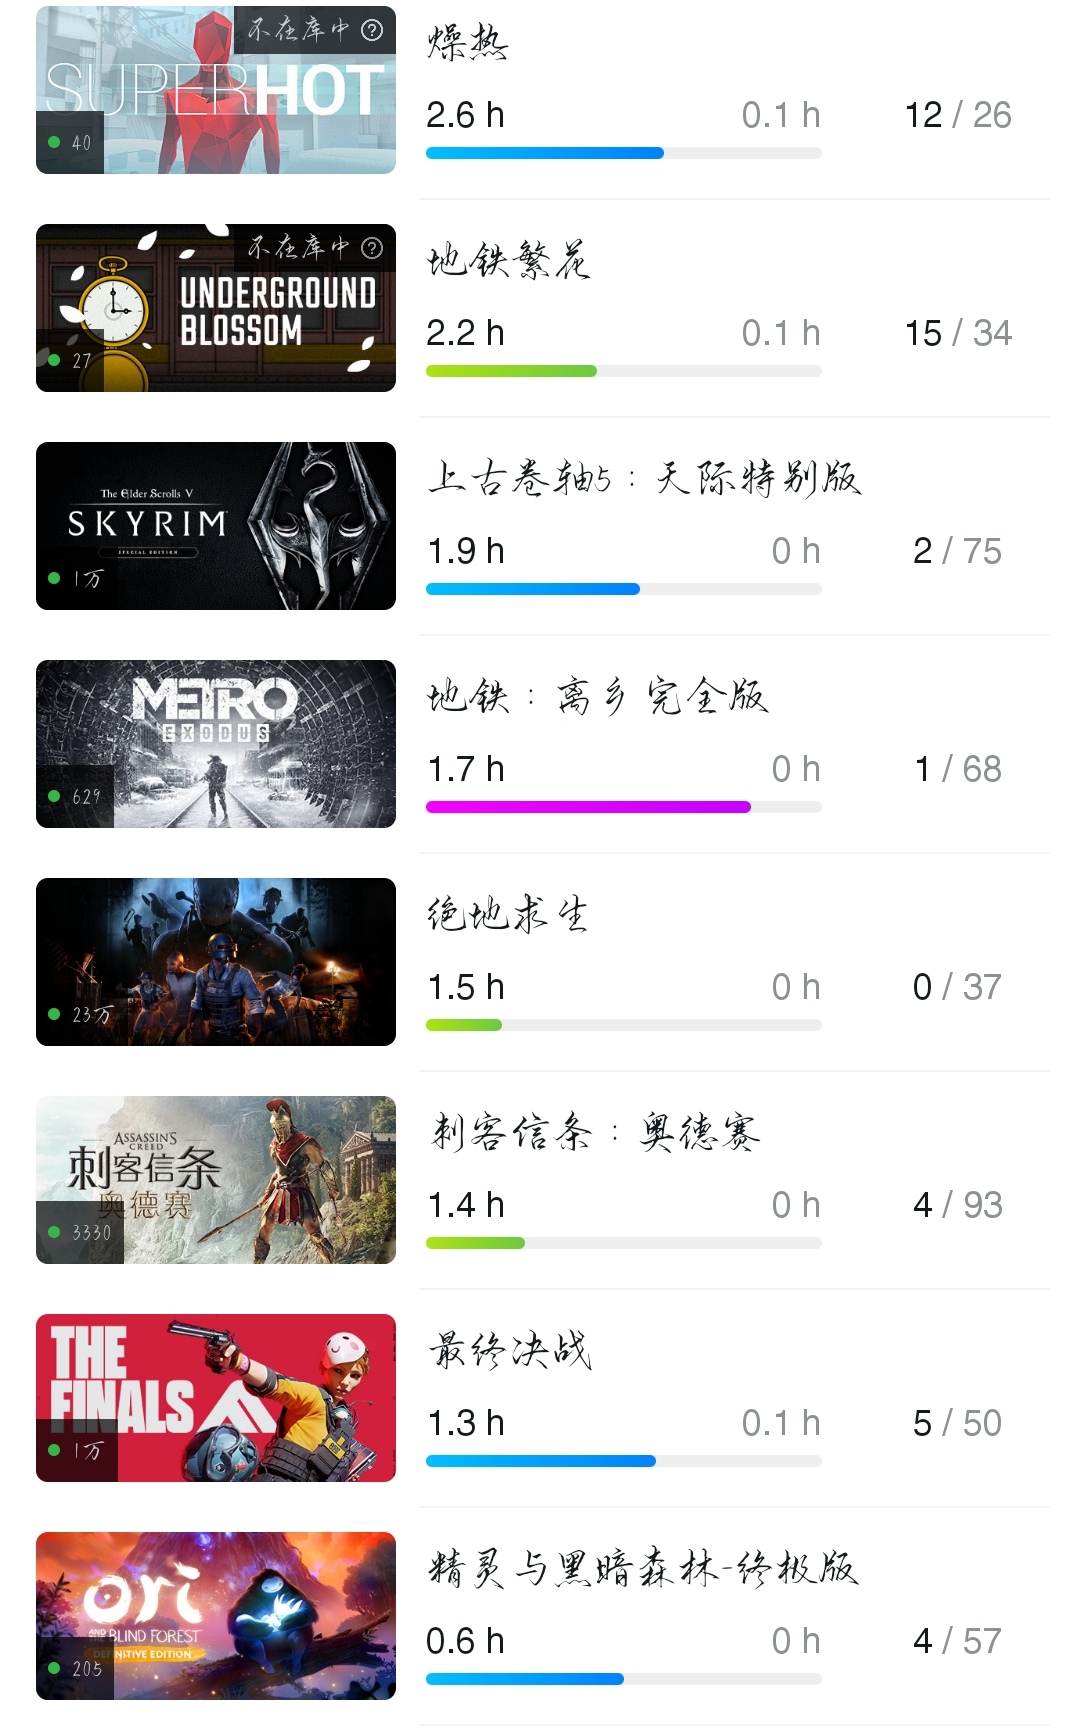 不在库中 ?
SUPERHOT
40
燥热
2.6 h 0.1 h 12 / 26
不在库中 ?
UNDERGROUND
BLOSSOM
27
地铁繁花
2.2 h 0.1 h 15 / 34
The Elder Scrolls V
SKYRIM
SPECIAL EDITION
1万
上古卷轴5：天际特别版
1.9 h 0 h 2 / 75
METRO
EXODUS
629
地铁：离乡 完全版
1.7 h 0 h 1 / 68
23万
绝地求生
1.5 h 0 h 0 / 37
ASSASSIN'S
CREED
刺客信条
奥德赛
3330
刺客信条：奥德赛
1.4 h 0 h 4 / 93
THE
FINALS
1万
最终决战
1.3 h 0.1 h 5 / 50
ori
AND THE BLIND FOREST
DEFINITIVE EDITION
205
精灵与黑暗森林-终极版
0.6 h 0 h 4 / 57